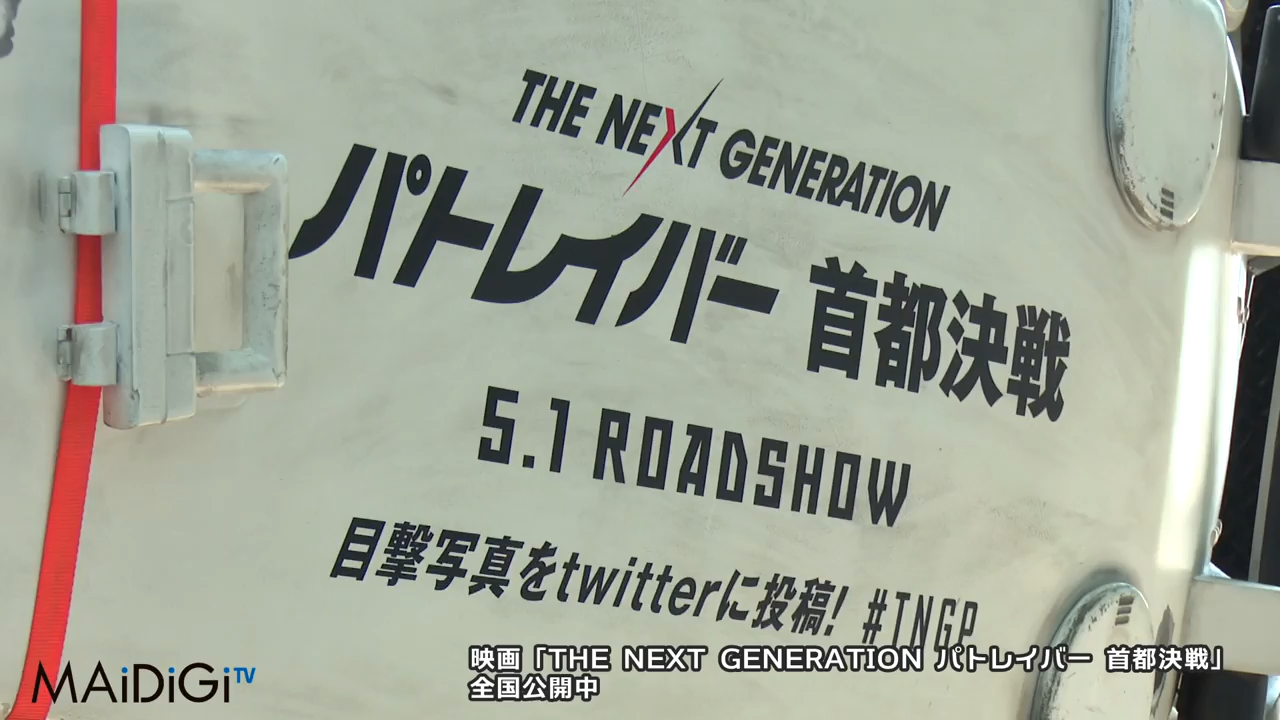 THE NEXT GENERATION
パトレイバー 首都決戦
5.1 ROADSHOW
目撃写真をtwitterに投稿! #TNGP
映画「THE NEXT GENERATION パトレイバー 首都決戦」
全国公開中
MAiDiGiTV